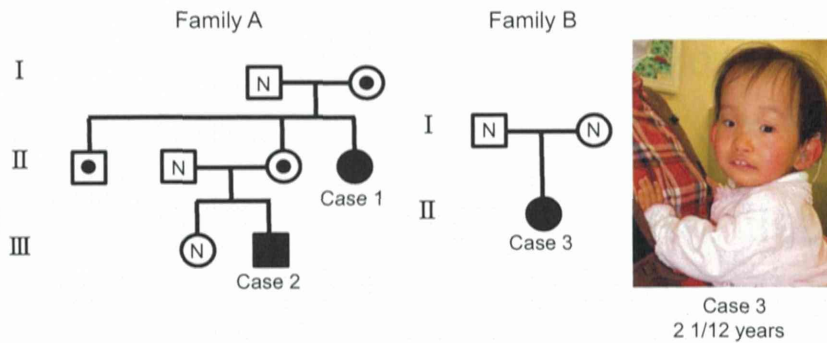 Family A
Family B
I
N
I
N
N
II
N
Case 1
II
Case 3
III
N
Case 2
Case 3
2 1/12 years